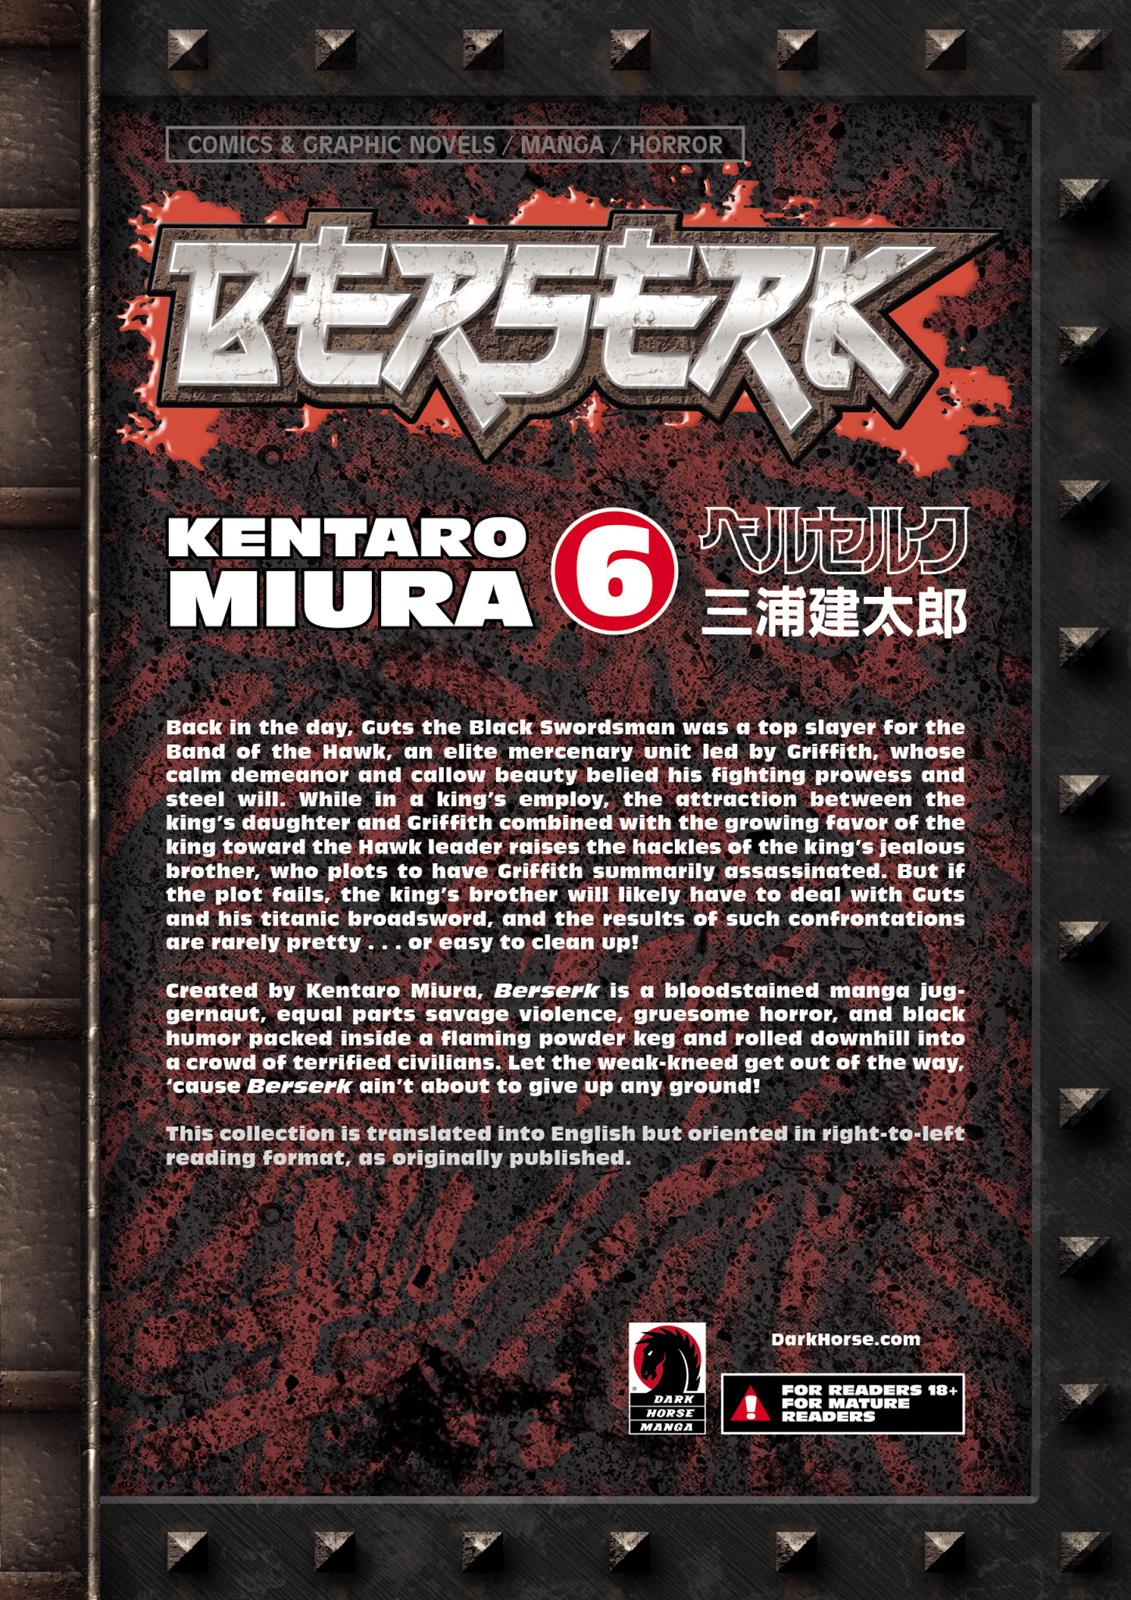 COMICS & GRAPHIC NOVELS / MANGA / HORROR
BERSERK
KENTARO
MIURA
6
ベルセルク
三浦建太郎
Back in the day, Guts the Black Swordsman was a top slayer for the
Band of the Hawk, an elite mercenary unit led by Griffith, whose
calm demeanor and callow beauty belied his fighting prowess and
steel will. While in a king's employ, the attraction between the
king's daughter and Griffith combined with the growing favor of the
king toward the Hawk leader raises the hackles of the king's jealous
brother, who plots to have Griffith summarily assassinated. But if
the plot fails, the king's brother will likely have to deal with Guts
and his titanic broadsword, and the results of such confrontations
are rarely pretty . . . or easy to clean up!
Created by Kentaro Miura, Berserk is a bloodstained manga jug-
gernaut, equal parts savage violence, gruesome horror, and black
humor packed inside a flaming powder keg and rolled downhill into
a crowd of terrified civilians. Let the weak-kneed get out of the way,
'cause Berserk ain't about to give up any ground!
This collection is translated into English but oriented in right-to-left
reading format, as originally published.
DarkHorse.com
®
DARK
HORSE
MANGA
!
FOR READERS 18+
FOR MATURE
READERS